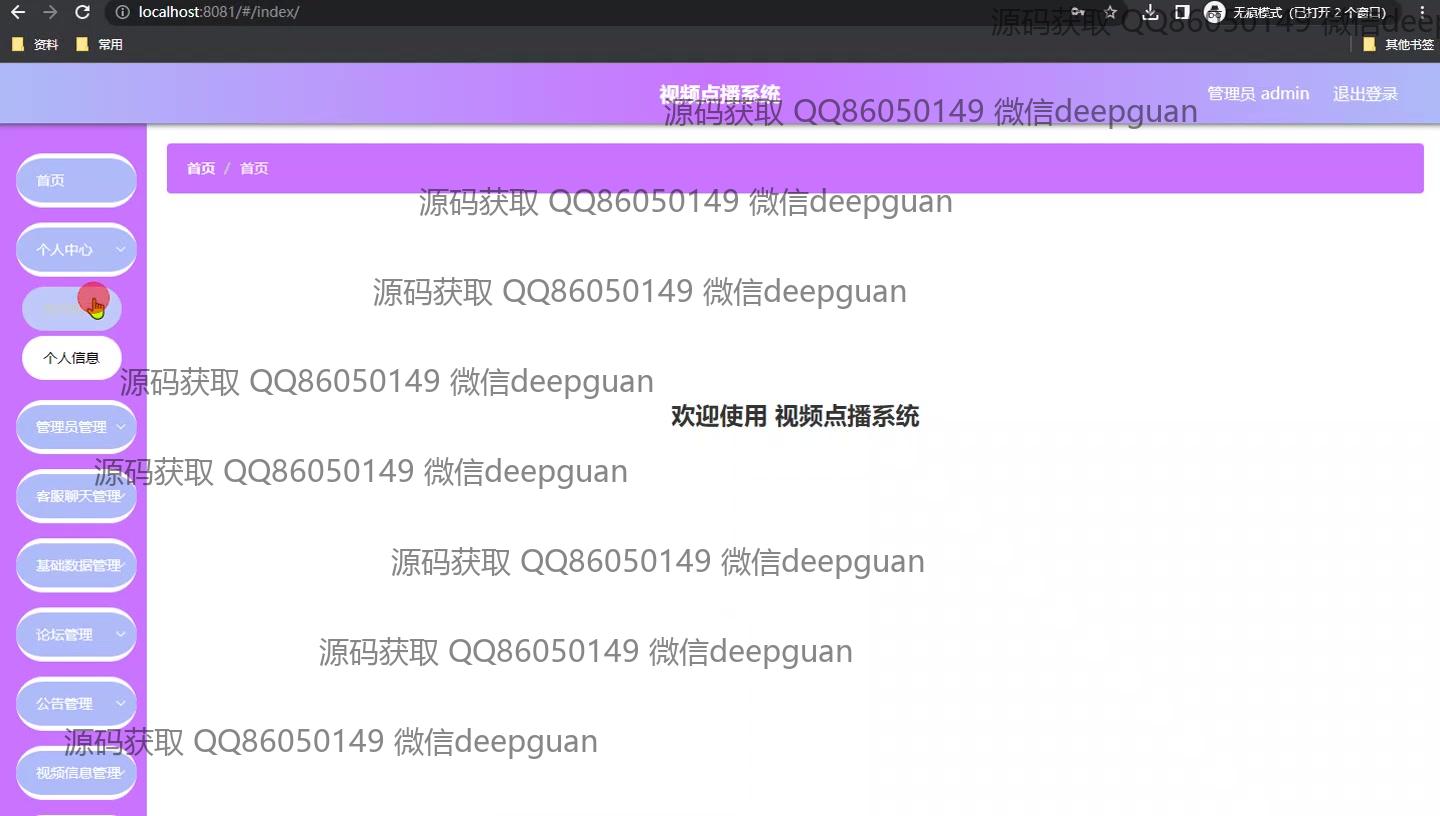 localhost:8081/#/index/
无痕模式（已打开 2 个窗口）
资料
常用
其他书签
源码获取 QQ86050149 微信deep
视频点播系统
管理员 admin
退出登录
源码获取 QQ86050149 微信deepguan
首页
首页 / 首页
源码获取 QQ86050149 微信deepguan
个人中心
源码获取 QQ86050149 微信deepguan
个人信息
源码获取 QQ86050149 微信deepguan
欢迎使用 视频点播系统
管理员管理
源码获取 QQ86050149 微信deepguan
客服聊天管理
源码获取 QQ86050149 微信deepguan
基础数据管理
论坛管理
源码获取 QQ86050149 微信deepguan
公告管理
源码获取 QQ86050149 微信deepguan
视频信息管理